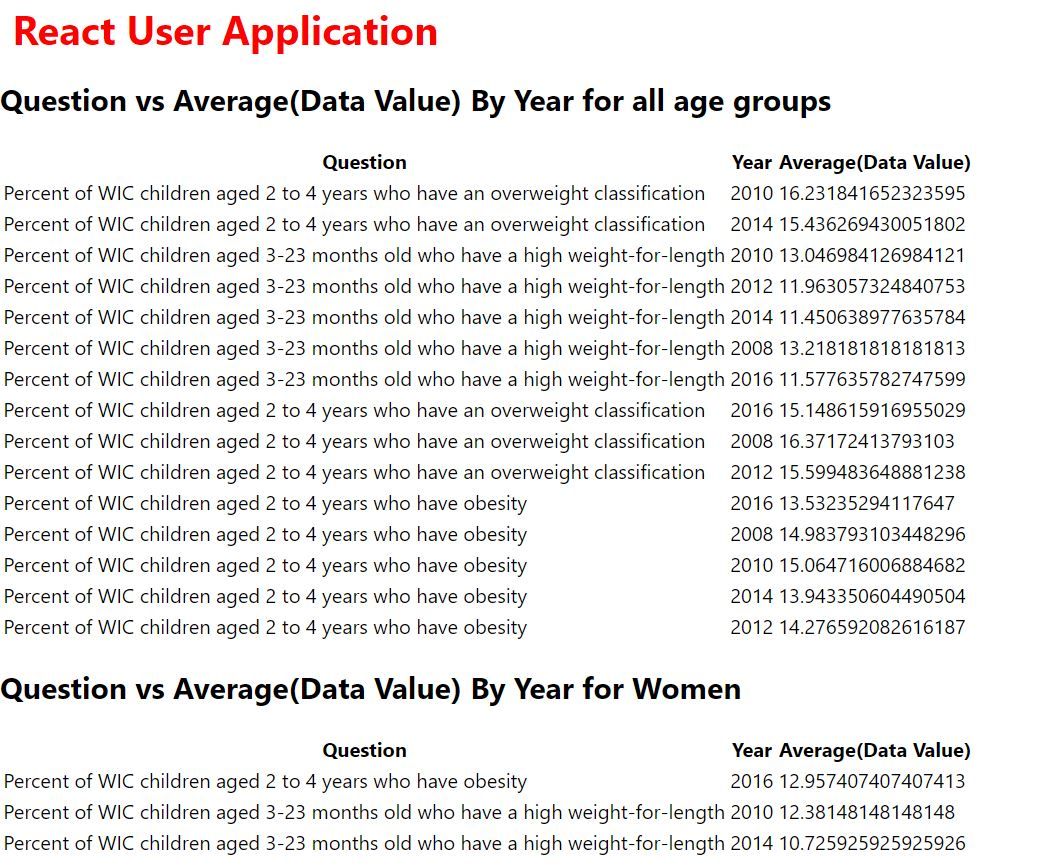 React User Application
Question vs Average(Data Value) By Year for all age groups
Question Year Average(Data Value)
Percent of WIC children aged 2 to 4 years who have an overweight classification 2010 16.231841652323595
Percent of WIC children aged 2 to 4 years who have an overweight classification 2014 15.436269430051802
Percent of WIC children aged 3-23 months old who have a high weight-for-length 2010 13.046984126984121
Percent of WIC children aged 3-23 months old who have a high weight-for-length 2012 11.963057324840753
Percent of WIC children aged 3-23 months old who have a high weight-for-length 2014 11.450638977635784
Percent of WIC children aged 3-23 months old who have a high weight-for-length 2008 13.218181818181813
Percent of WIC children aged 3-23 months old who have a high weight-for-length 2016 11.577635782747599
Percent of WIC children aged 2 to 4 years who have an overweight classification 2016 15.148615916955029
Percent of WIC children aged 2 to 4 years who have an overweight classification 2008 16.37172413793103
Percent of WIC children aged 2 to 4 years who have an overweight classification 2012 15.599483648881238
Percent of WIC children aged 2 to 4 years who have obesity 2016 13.53235294117647
Percent of WIC children aged 2 to 4 years who have obesity 2008 14.983793103448296
Percent of WIC children aged 2 to 4 years who have obesity 2010 15.064716006884682
Percent of WIC children aged 2 to 4 years who have obesity 2014 13.943350604490504
Percent of WIC children aged 2 to 4 years who have obesity 2012 14.276592082616187
Question vs Average(Data Value) By Year for Women
Question Year Average(Data Value)
Percent of WIC children aged 2 to 4 years who have obesity 2016 12.957407407407413
Percent of WIC children aged 3-23 months old who have a high weight-for-length 2010 12.38148148148148
Percent of WIC children aged 3-23 months old who have a high weight-for-length 2014 10.725925925925926